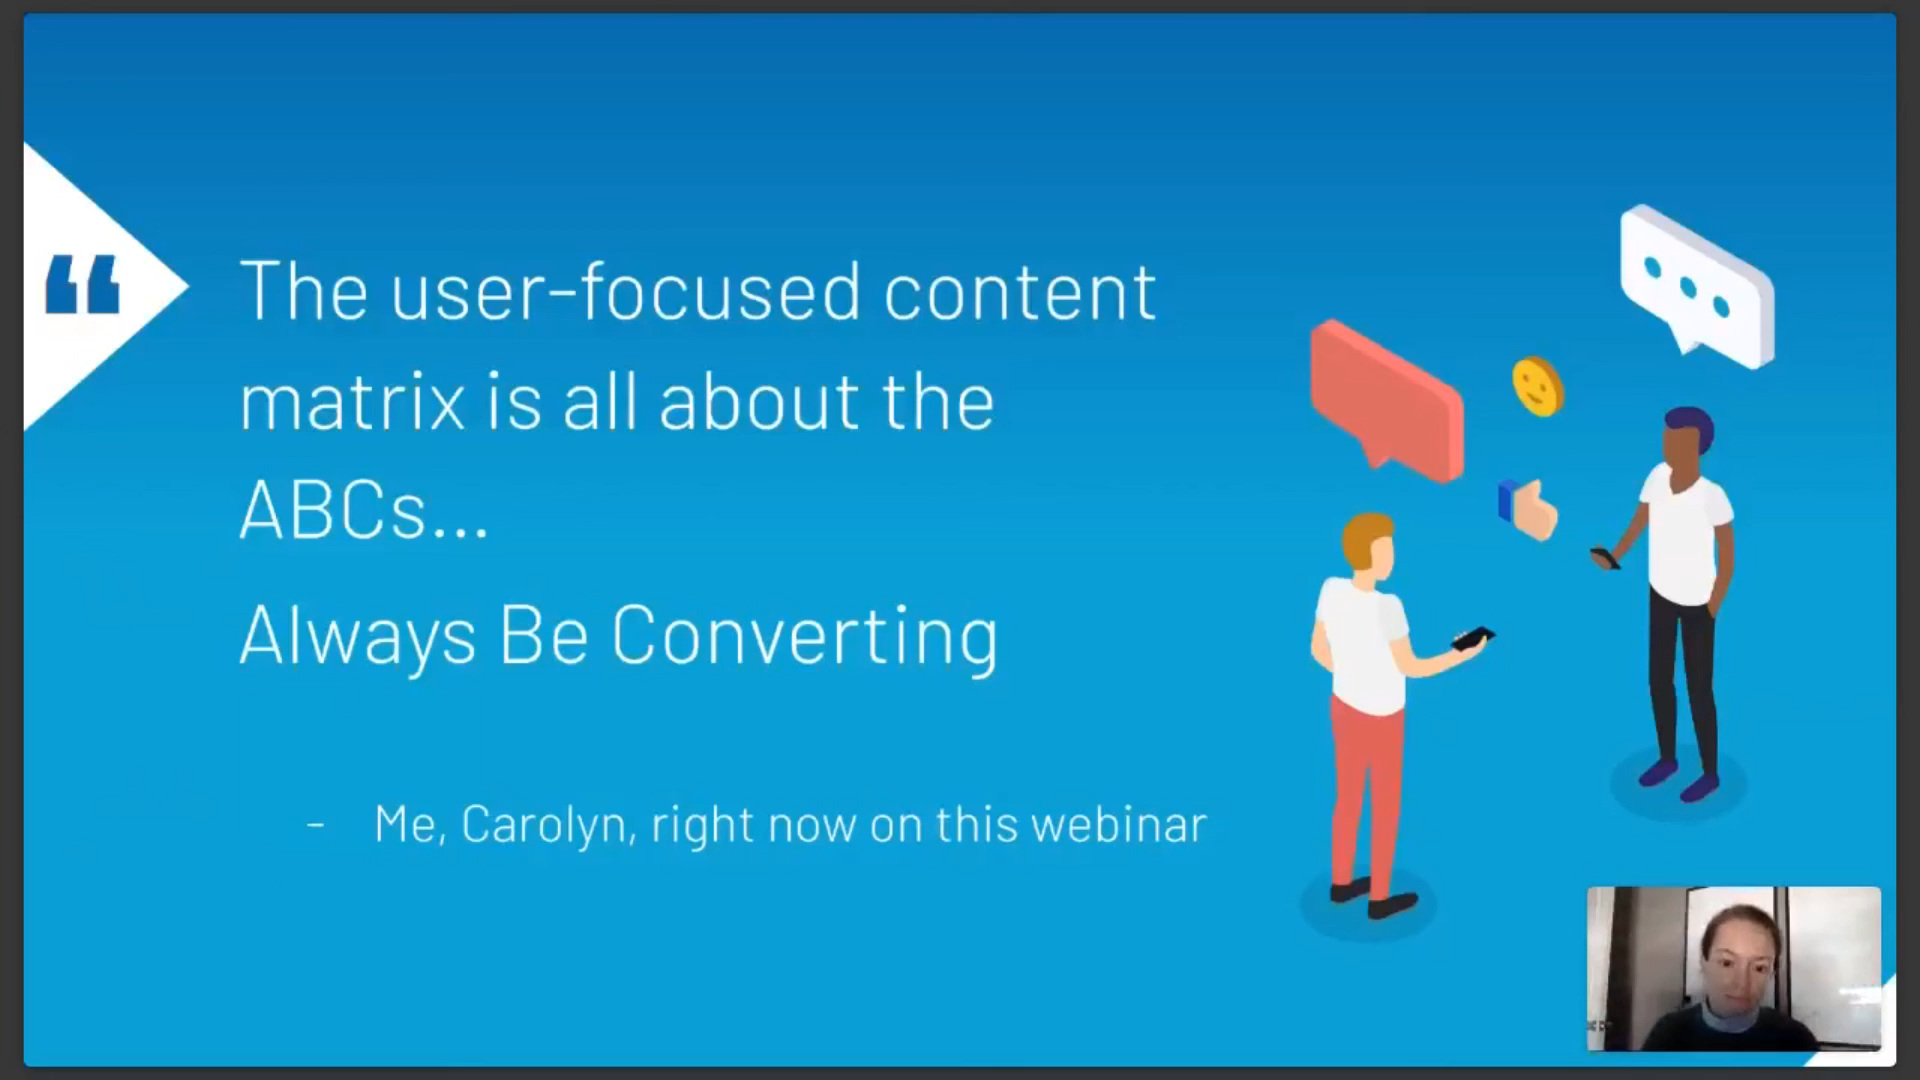 “
The user-focused content
matrix is all about the
ABCs...
Always Be Converting
- Me, Carolyn, right now on this webinar